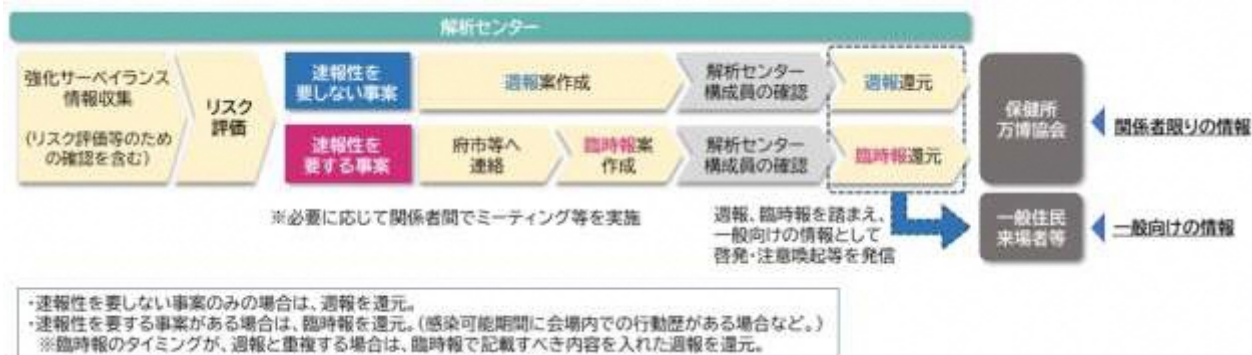 解析センター
強化サーベイランス
情報収集
(リスク評価等のため
の確認を含む)
リスク
評価
速報性を
要しない事案
週報案作成
解析センター
構成員の確認
週報還元
速報性を
要する事案
府市等へ
連絡
臨時報案
作成
解析センター
構成員の確認
臨時報還元
保健所
万博協会
関係者限りの情報
※必要に応じて関係者間でミーティング等を実施
週報、臨時報を踏まえ、
一般向けの情報として
啓発・注意喚起等を発信
一般住民
来場者等
一般向けの情報
・速報性を要しない事案のみの場合は、週報を還元。
・速報性を要する事案がある場合は、臨時報を還元。(感染可能期間に会場内での行動歴がある場合など。)
※臨時報のタイミングが、週報と重複する場合は、臨時報で記載すべき内容を入れた週報を還元。